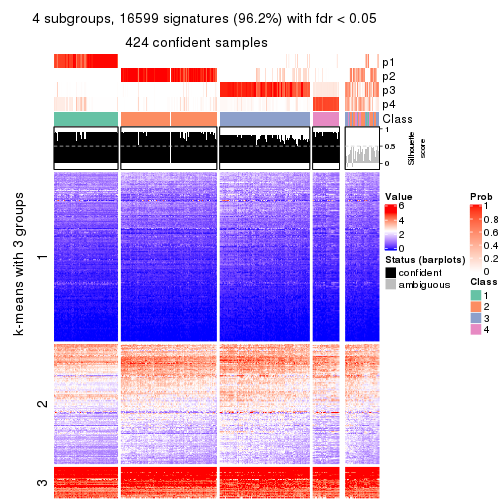 4 subgroups, 16599 signatures (96.2%) with fdr < 0.05
424 confident samples
p1
p2
p3
p4
Class
1
0.5
0
Silhouette
score
k-means with 3 groups
1
2
3
Value
6
4
2
0
Status (barplots)
confident
ambiguous
Prob
1
0.8
0.6
0.4
0.2
0
Class
1
2
3
4